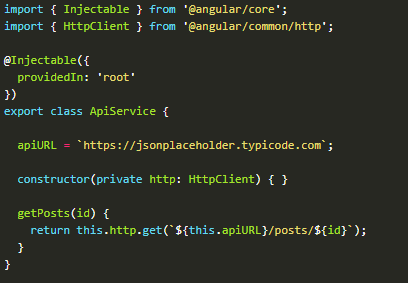 import { Injectable } from '@angular/core';
import { HttpClient } from '@angular/common/http';
@Injectable({
providedIn: 'root'
})
export class ApiService {
apiURL = `https://jsonplaceholder.typicode.com`;
constructor(private http: HttpClient) { }
getPosts(id) {
return this.http.get(`${this.apiURL}/posts/${id}`);
}
}